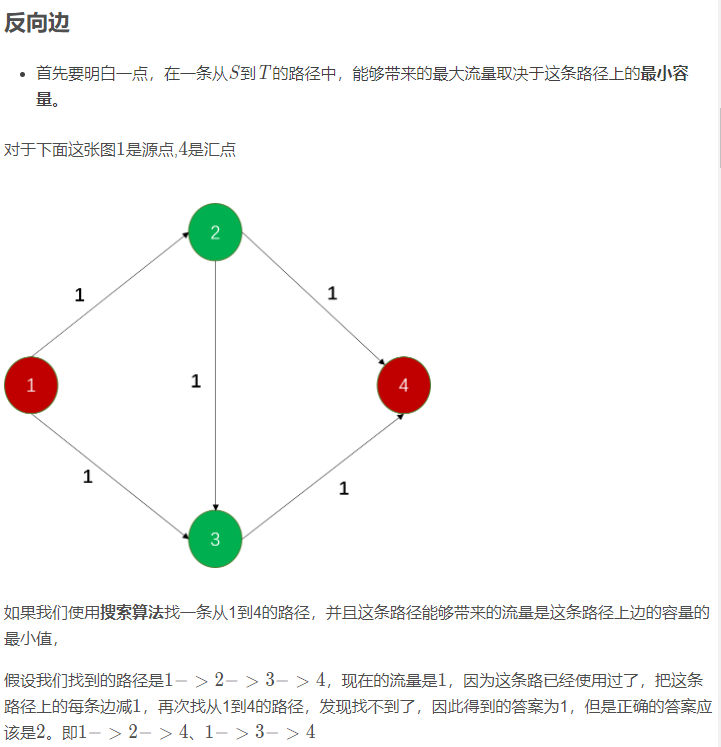 反向边
首先要明白一点，在一条从S到T的路径中，能够带来的最大流量取决于这条路径上的最小容
量。
对于下面这张图1是源点,4是汇点
2
1
1
1
1
4
1
1
3
如果我们使用搜索算法找一条从1到4的路径，并且这条路径能够带来的流量是这条路径上边的容量的
最小值，
假设我们找到的路径是1->2->3->4，现在的流量是1，因为这条路已经使用过了，把这条
路径上的每条边减1，再次找从1到4的路径，发现找不到了，因此得到的答案为1，但是正确的答案应
该是2。即1->2->4、1->3->4